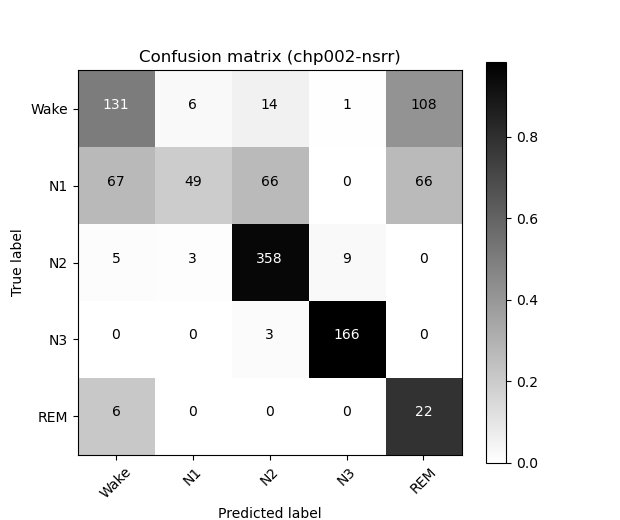 Confusion matrix (chp002-nsrr)
True label
Wake 131 6 14 1 108
N1 67 49 66 0 66
N2 5 3 358 9 0
N3 0 0 3 166 0
REM 6 0 0 0 22
Wake N1 N2 N3 REM
Predicted label
0.8
0.6
0.4
0.2
0.0